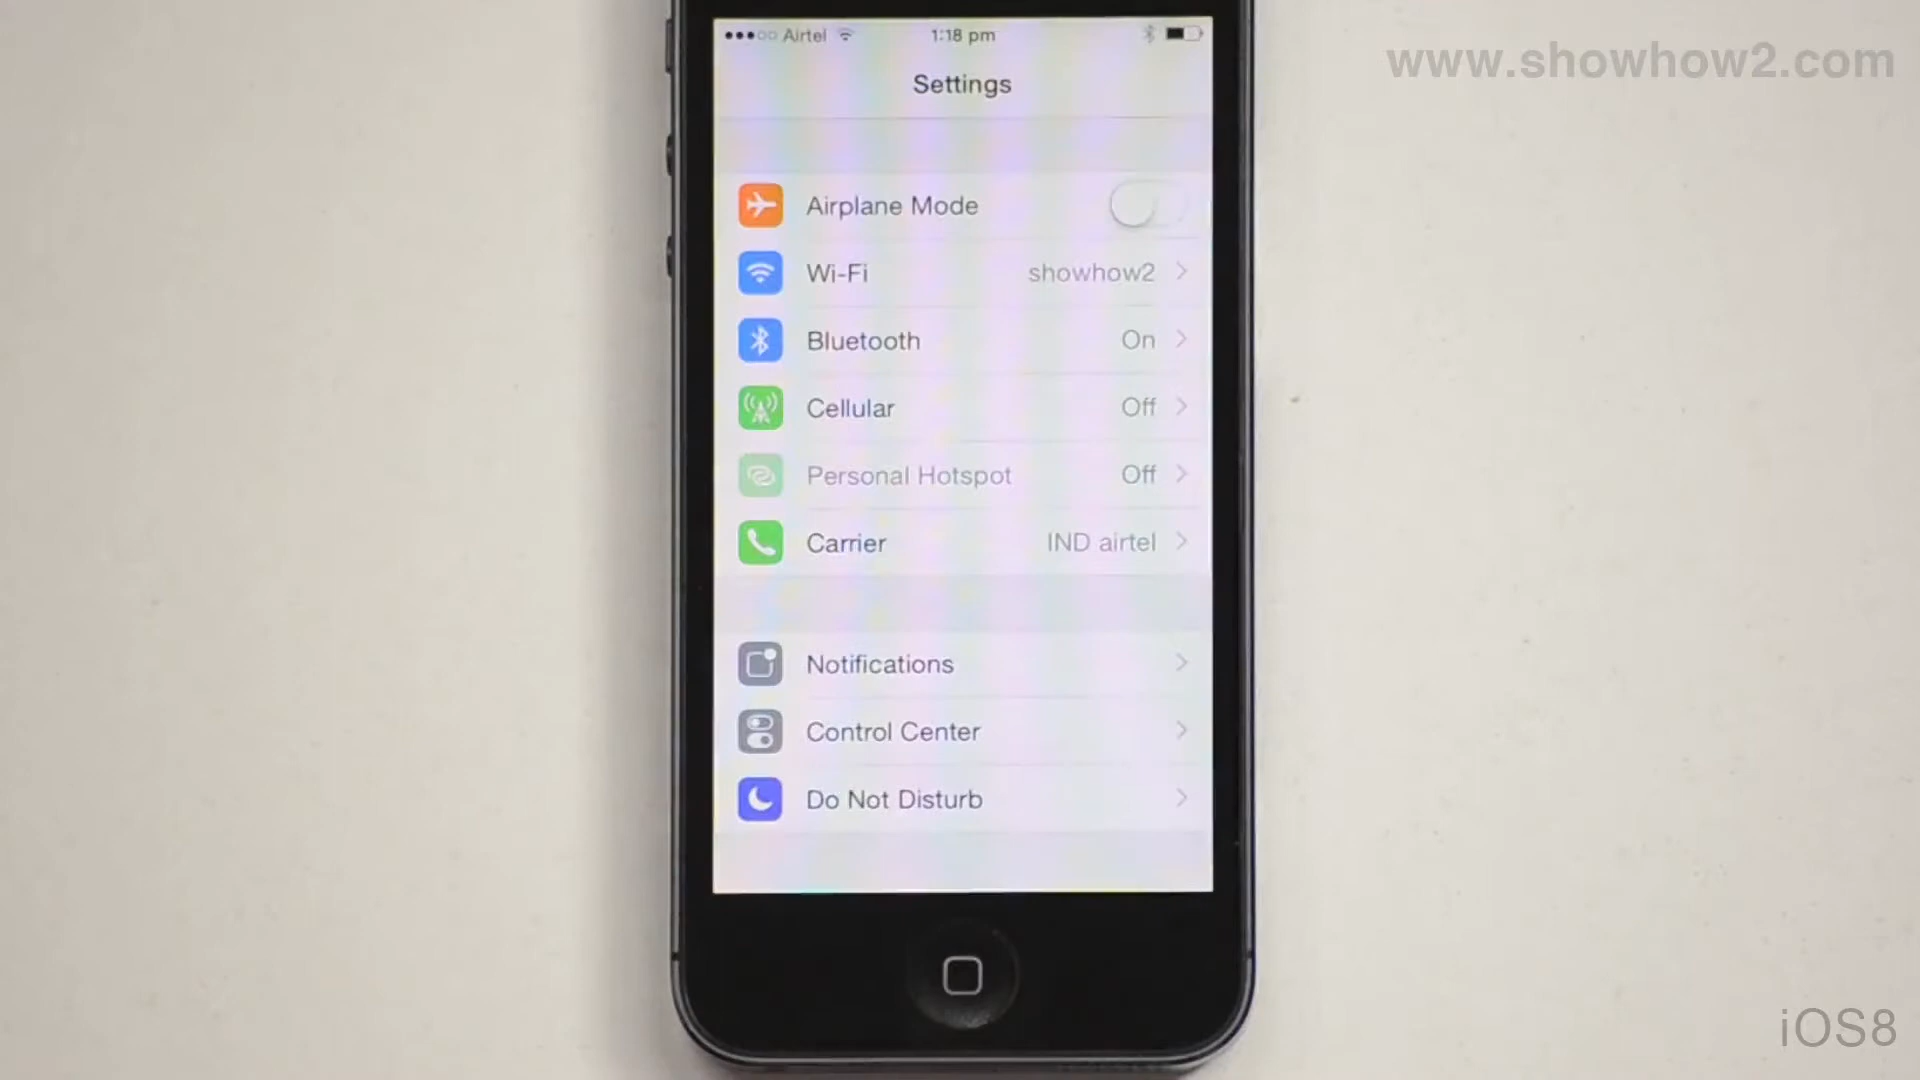 Airtel 1:18 pm
www.showhow2.com
Settings
Airplane Mode
Wi-Fi showhow2
Bluetooth On
Cellular Off
Personal Hotspot Off
Carrier IND airtel
Notifications
Control Center
Do Not Disturb
iOS8